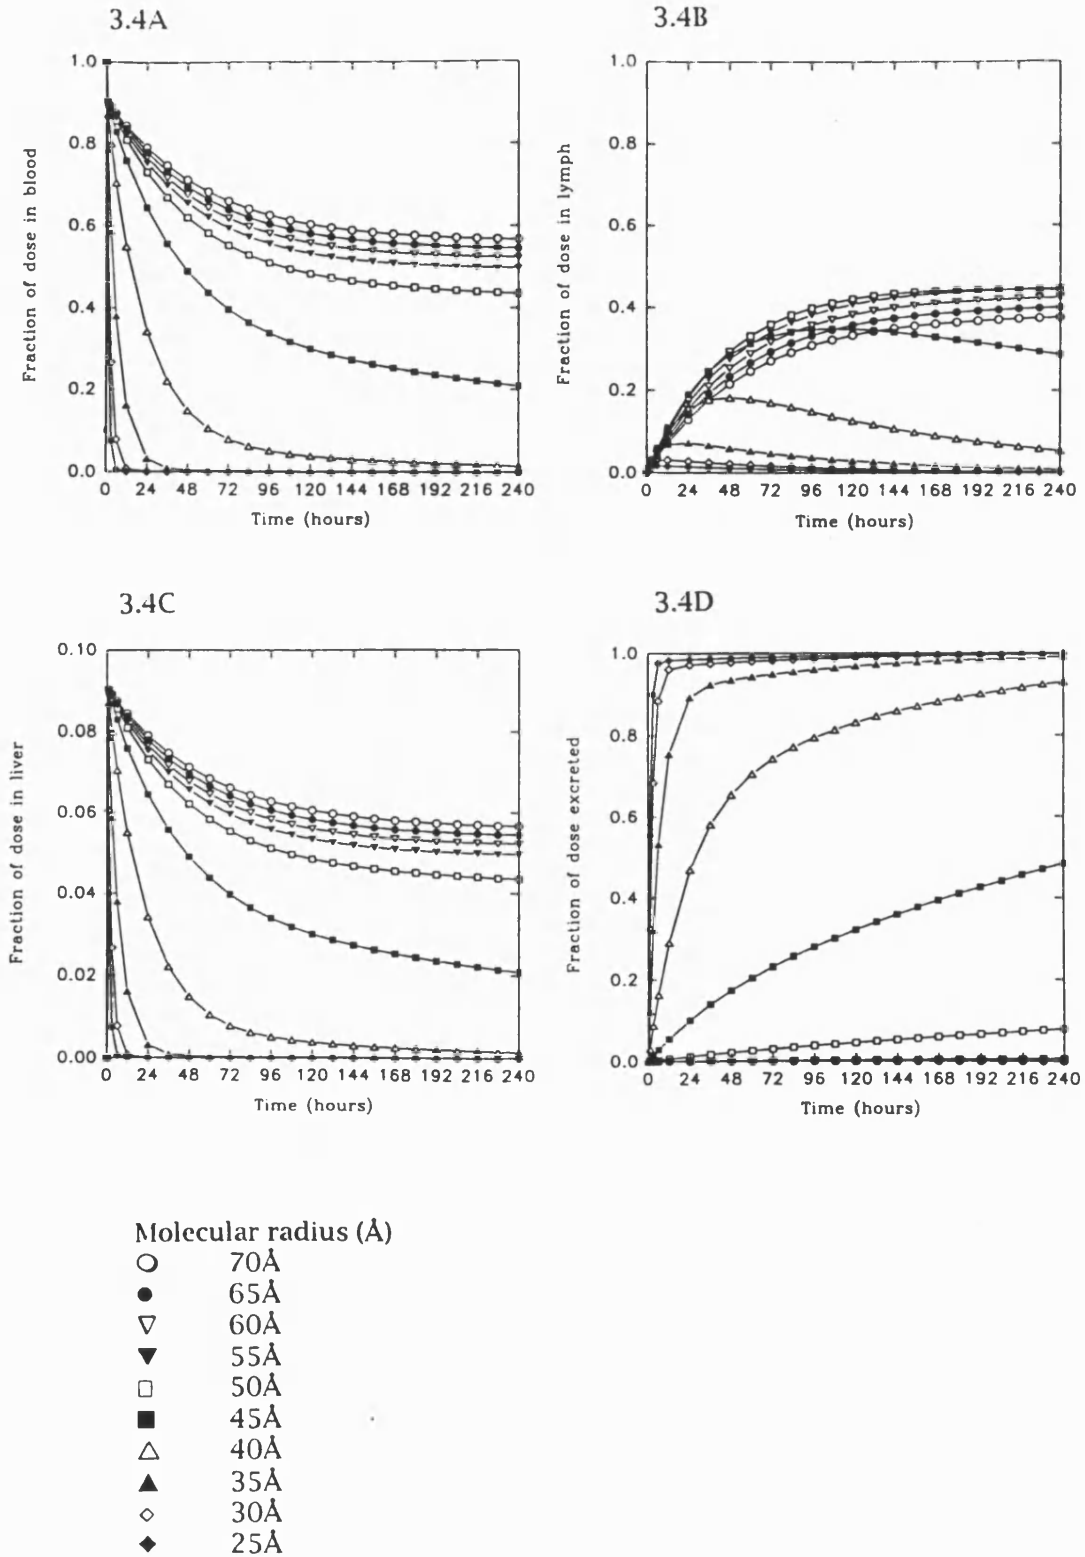 3.4A
3.4B
1.0
0.8
0.6
0.4
0.2
0.0
Fraction of dose in blood
0 24 48 72 96 120 144 168 192 216 240
Time (hours)
1.0
0.8
0.6
0.4
0.2
0.0
Fraction of dose in lymph
0 24 48 72 96 120 144 168 192 216 240
Time (hours)
3.4C
3.4D
0.10
0.08
0.06
0.04
0.02
0.00
Fraction of dose in liver
0 24 48 72 96 120 144 168 192 216 240
Time (hours)
1.0
0.8
0.6
0.4
0.2
0.0
Fraction of dose excreted
0 24 48 72 96 120 144 168 192 216 240
Time (hours)
Molecular radius (Å)
70Å
65Å
60Å
55Å
50Å
45Å
40Å
35Å
30Å
25Å